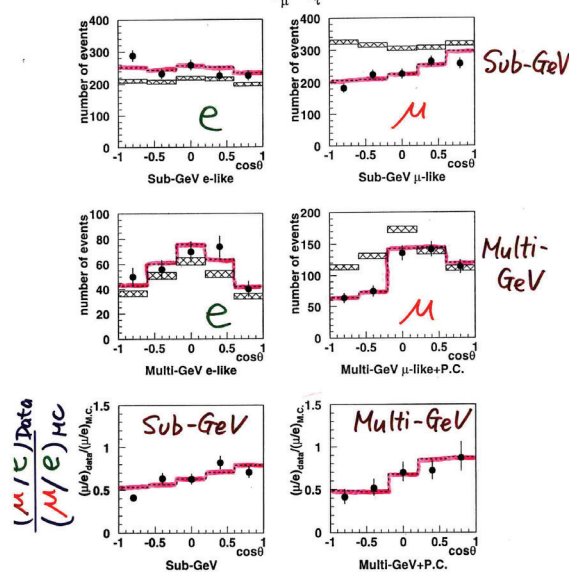 μ τ
number of events
400
300
200
100
0
-1 -0.5 0 0.5 1
cosθ
Sub-GeV e-like
e
number of events
400
300
200
100
0
-1 -0.5 0 0.5 1
cosθ
Sub-GeV μ-like
μ
Sub-GeV
number of events
100
80
60
40
20
0
-1 -0.5 0 0.5 1
cosθ
Multi-GeV e-like
e
number of events
200
150
100
50
0
-1 -0.5 0 0.5 1
cosθ
Multi-GeV μ-like+P.C.
μ
Multi-
GeV
(μ/e)Data
(μ/e)MC
(μ/e)data/(μ/e)M.C.
1.5
1
0.5
0
-1 -0.5 0 0.5 1
cosθ
Sub-GeV
Sub-GeV
(μ/e)data/(μ/e)M.C.
1.5
1
0.5
0
-1 -0.5 0 0.5 1
cosθ
Multi-GeV
Multi-GeV+P.C.